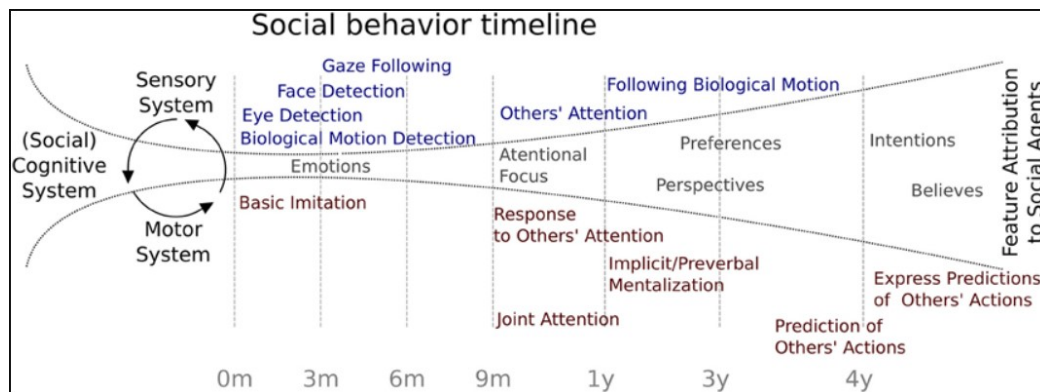 Social behavior timeline
Sensory
System
(Social)
Cognitive
System
Motor
System
Gaze Following
Face Detection
Eye Detection
Biological Motion Detection
Emotions
Basic Imitation
Others' Attention
Atentional
Focus
Response
to Others' Attention
Joint Attention
Following Biological Motion
Preferences
Perspectives
Implicit/Preverbal
Mentalization
Prediction of
Others' Actions
Intentions
Believes
Express Predictions
of Others' Actions
Feature Attribution
to Social Agents
0m 3m 6m 9m 1y 3y 4y